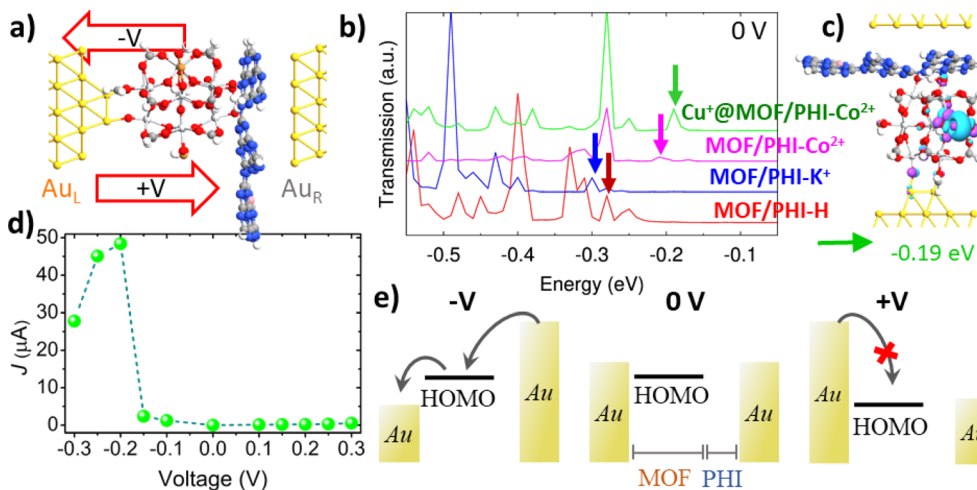 a)
-V
Au_L
+V
Au_R
b)
0 V
Transmission (a.u.)
Cu⁺@MOF/PHI-Co²⁺
MOF/PHI-Co²⁺
MOF/PHI-K⁺
MOF/PHI-H
-0.5 -0.4 -0.3 -0.2 -0.1
Energy (eV)
c)
-0.19 eV
d)
J (μA)
50
40
30
20
10
0
-0.3 -0.2 -0.1 0.0 0.1 0.2 0.3
Voltage (V)
e)
-V
0 V
+V
HOMO
Au
Au
HOMO
Au
Au
MOF PHI
Au
HOMO